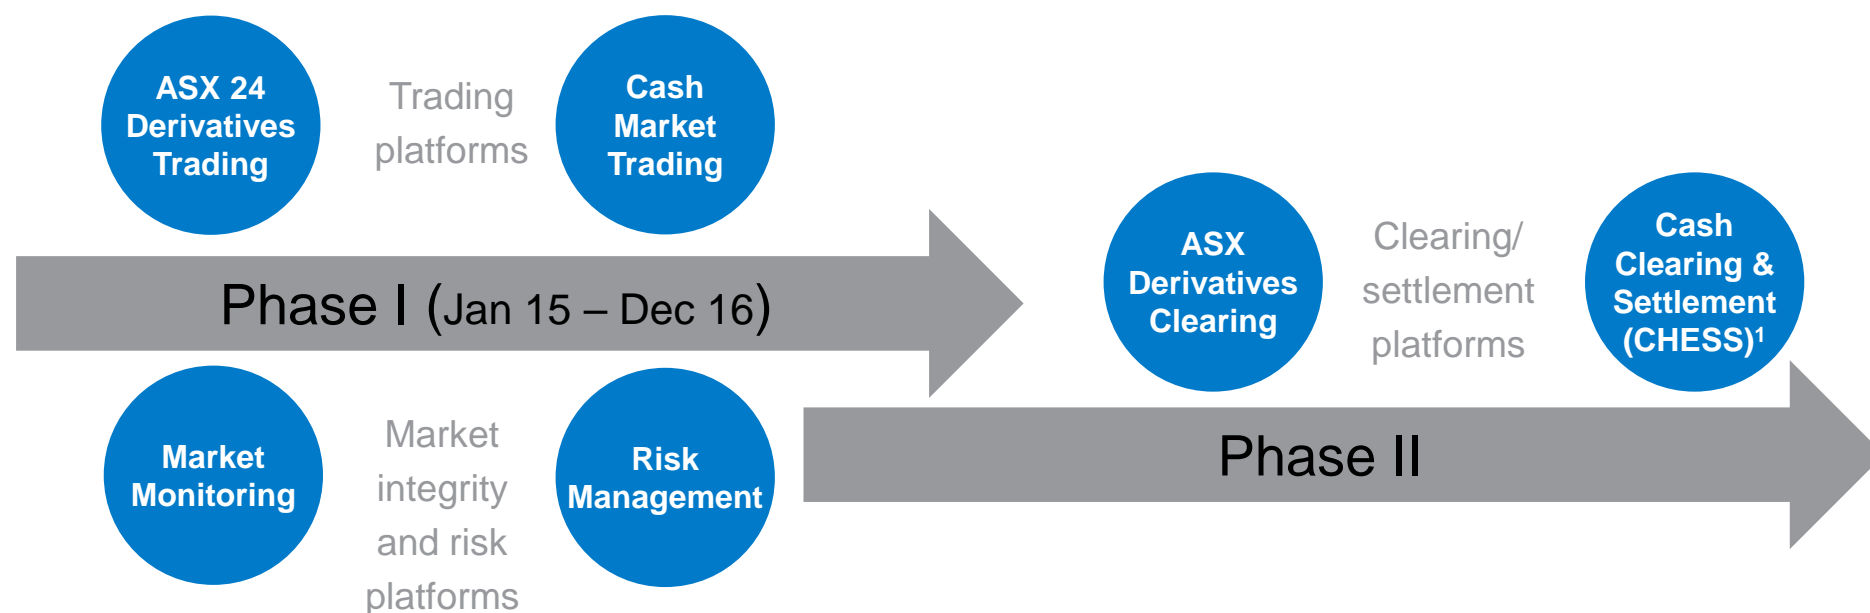 ASX 24
Derivatives
Trading
Trading
platforms
Cash
Market
Trading
Phase I (Jan 15 – Dec 16)
Market
Monitoring
Market
integrity
and risk
platforms
Risk
Management
ASX
Derivatives
Clearing
Clearing/
settlement
platforms
Cash
Clearing &
Settlement
(CHESS)¹
Phase II